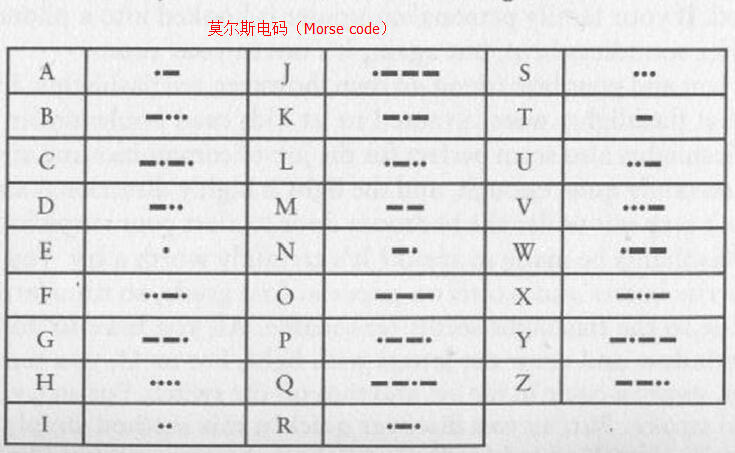 莫尔斯电码（Morse code）
A ·– J ·––– S ···
B –··· K –·– T –
C –·–· L ·–·· U ··–
D –·· M –– V ···–
E · N –· W ·––
F ··–· O ––– X –··–
G ––· P ·––· Y –·––
H ···· Q ––·– Z ––··
I ·· R ·–·